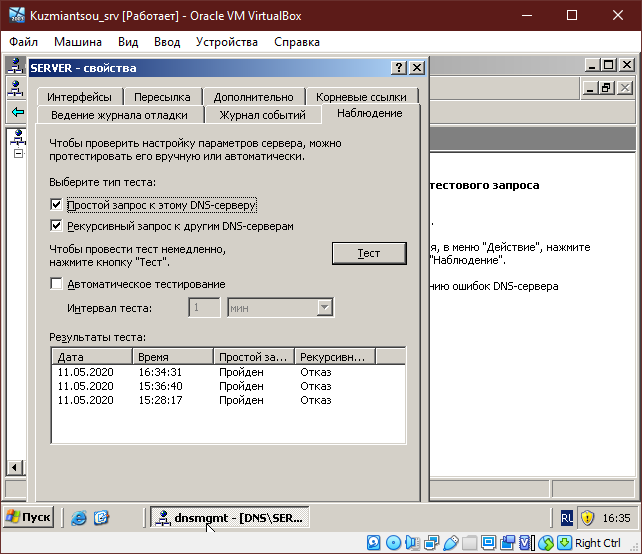 Kuzmiantsou_srv [Работает] - Oracle VM VirtualBox
Файл Машина Вид Ввод Устройства Справка
SERVER - свойства
Интерфейсы Пересылка Дополнительно Корневые ссылки
Ведение журнала отладки Журнал событий Наблюдение
Чтобы проверить настройку параметров сервера, можно
протестировать его вручную или автоматически.
Выберите тип теста:
тестового запроса
Простой запрос к этому DNS-серверу
Рекурсивный запрос к другим DNS-серверам
Чтобы провести тест немедленно,
нажмите кнопку "Тест".
Тест
я, в меню "Действие", нажмите
"Наблюдение".
Автоматическое тестирование
нию ошибок DNS-сервера
Интервал теста: 1 мин
Результаты теста:
Дата Время Простой за... Рекурсивн...
11.05.2020 16:34:31 Пройден Отказ
11.05.2020 15:36:40 Пройден Отказ
11.05.2020 15:28:17 Пройден Отказ
Пуск dnsmgmt - [DNS\SER... RU 16:35
Right Ctrl